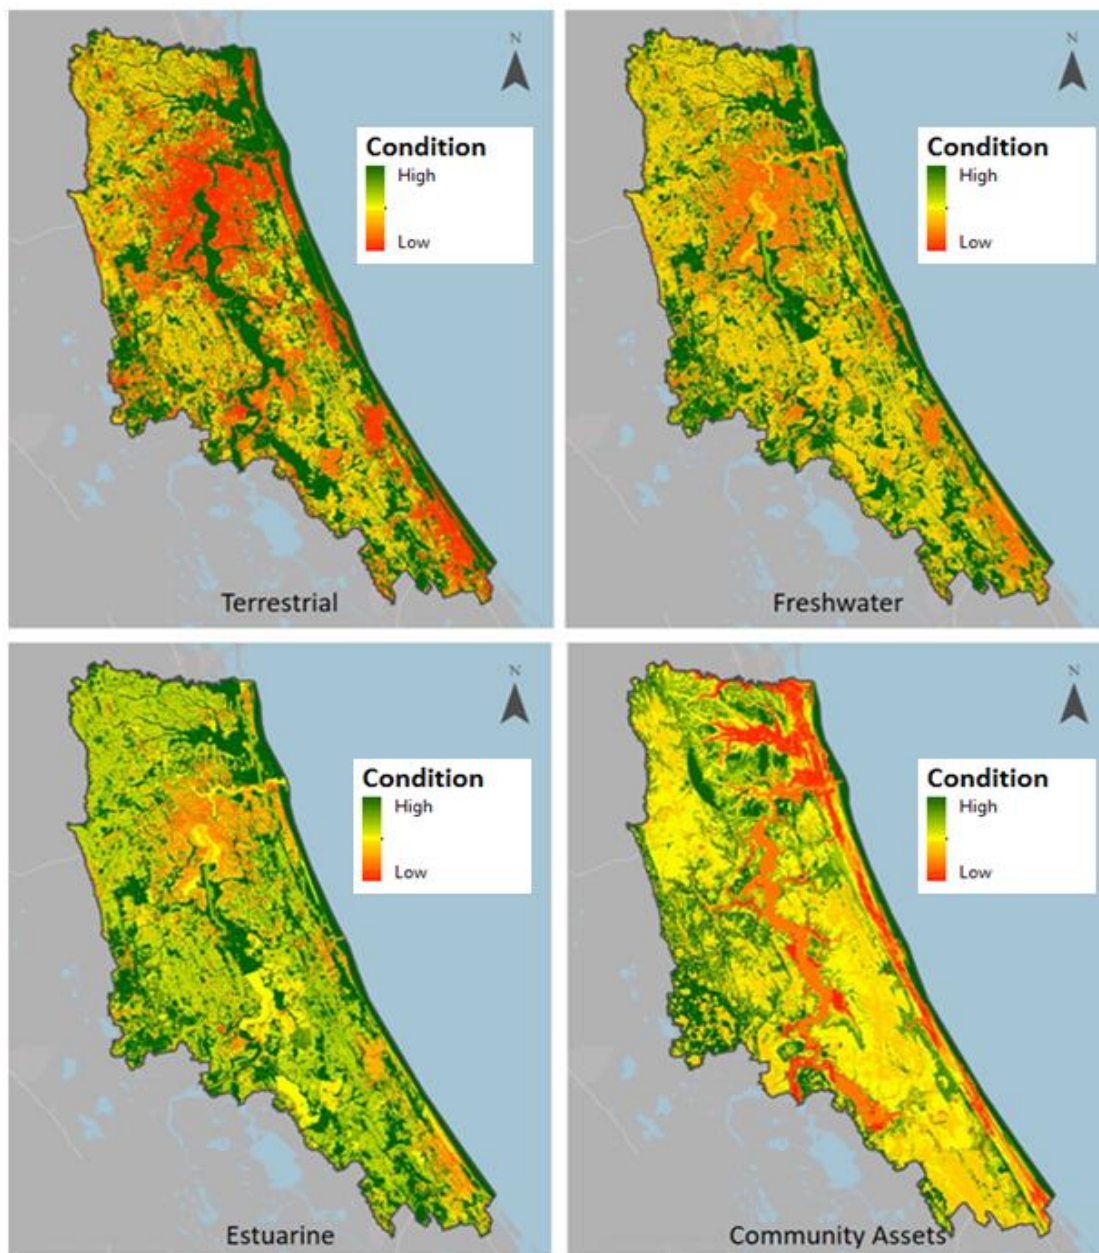 N
Condition
High
Low
Terrestrial
N
Condition
High
Low
Freshwater
N
Condition
High
Low
Estuarine
N
Condition
High
Low
Community Assets